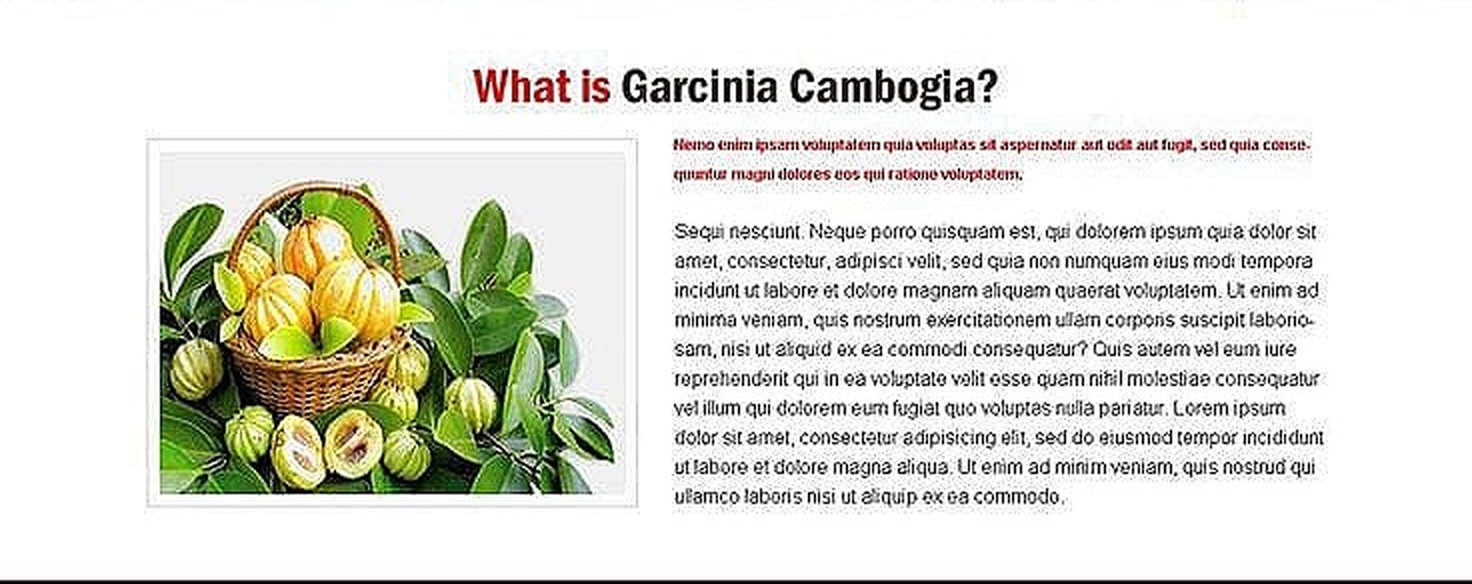 What is Garcinia Cambogia?
Nemo enim ipsam voluptatem quia voluptas sit aspernatur aut odit aut fugit, sed quia conse-
quuntur magni dolores eos qui ratione voluptatem.
Sequi nesciunt. Neque porro quisquam est, qui dolorem ipsum quia dolor sit
amet, consectetur, adipisci velit, sed quia non numquam eius modi tempora
incidunt ut labore et dolore magnam aliquam quaerat voluptatem. Ut enim ad
minima veniam, quis nostrum exercitationem ullam corporis suscipit laborio-
sam, nisi ut aliquid ex ea commodi consequatur? Quis autem vel eum iure
reprehenderit qui in ea voluptate velit esse quam nihil molestiae consequatur
vel illum qui dolorem eum fugiat quo voluptas nulla pariatur. Lorem ipsum
dolor sit amet, consectetur adipisicing elit, sed do eiusmod tempor incididunt
ut labore et dolore magna aliqua. Ut enim ad minim veniam, quis nostrud qui
ullamco laboris nisi ut aliquip ex ea commodo.